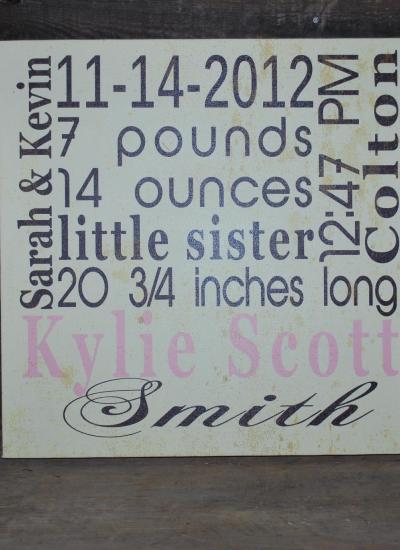 Sarah & Kevin
11-14-2012
7 pounds
14 ounces
little sister
20 3/4 inches long
12:47 PM
Colton
Kylie Scott
Smith